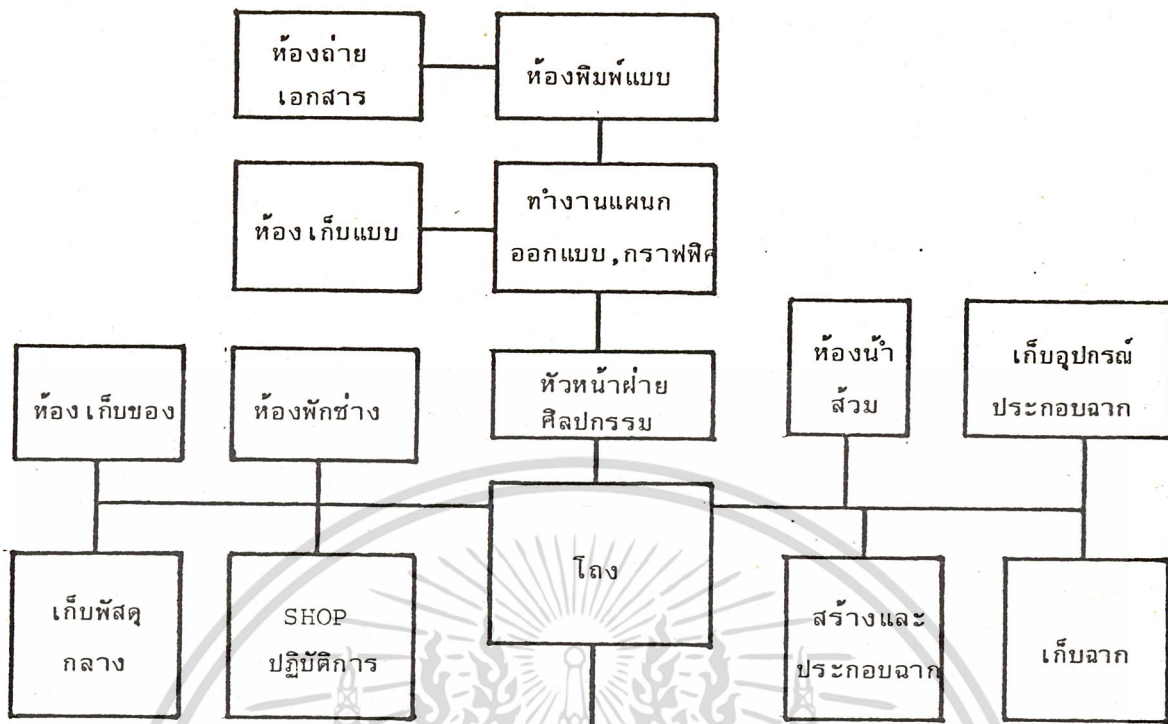 ห้องถ่าย
เอกสาร
ห้องพิมพ์แบบ
ห้องเก็บแบบ
ทำงานแผนก
ออกแบบ,กราฟฟิค
ห้องเก็บของ
ห้องพักช่าง
หัวหน้าฝ่าย
ศิลปกรรม
ห้องน้ำ
ส้วม
เก็บอุปกรณ์
ประกอบฉาก
เก็บพัสดุ
กลาง
SHOP
ปฏิบัติการ
โถง
สร้างและ
ประกอบฉาก
เก็บฉาก